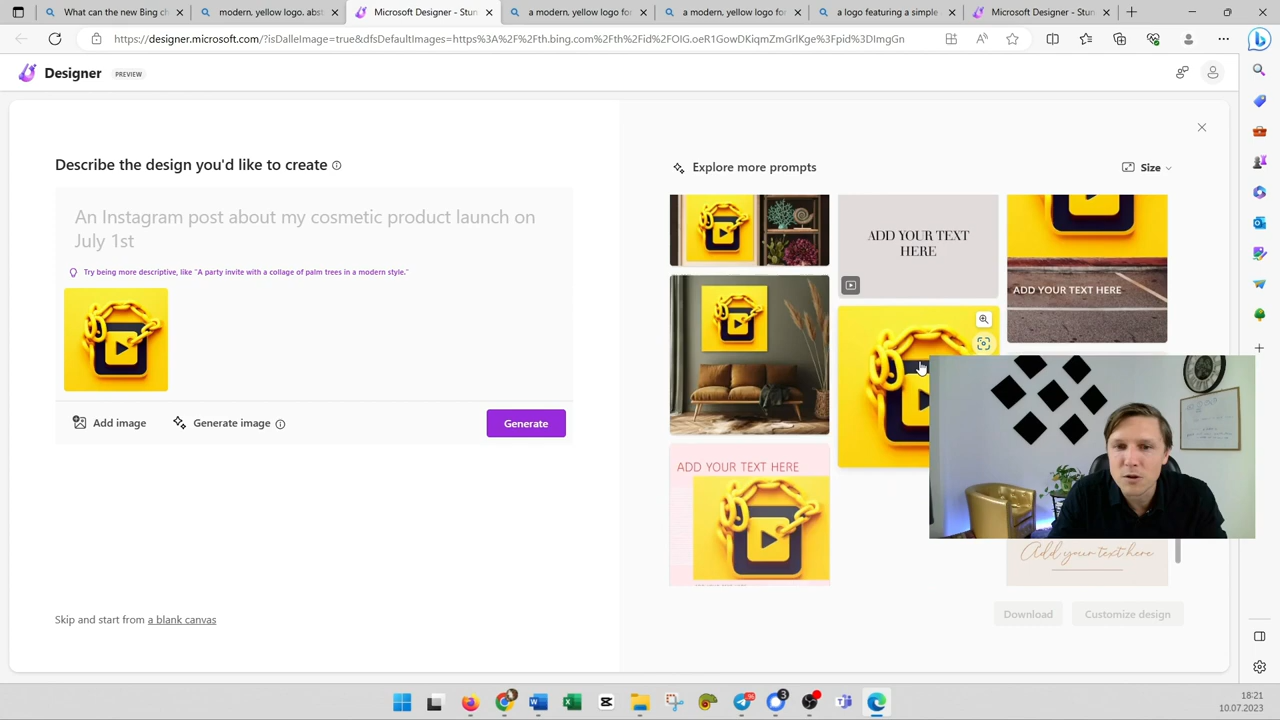 What can the new Bing ch
modern. yellow logo. abst
Microsoft Designer - Stun
a modern. yellow logo for
a modern. yellow logo for
a logo featuring a simple
Microsoft Designer - Stun
https://designer.microsoft.com/?isDalleImage=true&dfsDefaultImages=https%3A%2F%2Fth.bing.com%2Fth%2Fid%2FOIG.oeR1GowDKiqmZmGrIKge%3Fpid%3DImgGn
Designer
PREVIEW
Describe the design you'd like to create
Explore more prompts
Size
An Instagram post about my cosmetic product launch on
July 1st
Try being more descriptive, like "A party invite with a collage of palm trees in a modern style."
ADD YOUR TEXT
HERE
ADD YOUR TEXT HERE
Add image
Generate image
Generate
ADD YOUR TEXT HERE
Add your text here
Skip and start from a blank canvas
Download
Customize design
18:21
10.07.2023